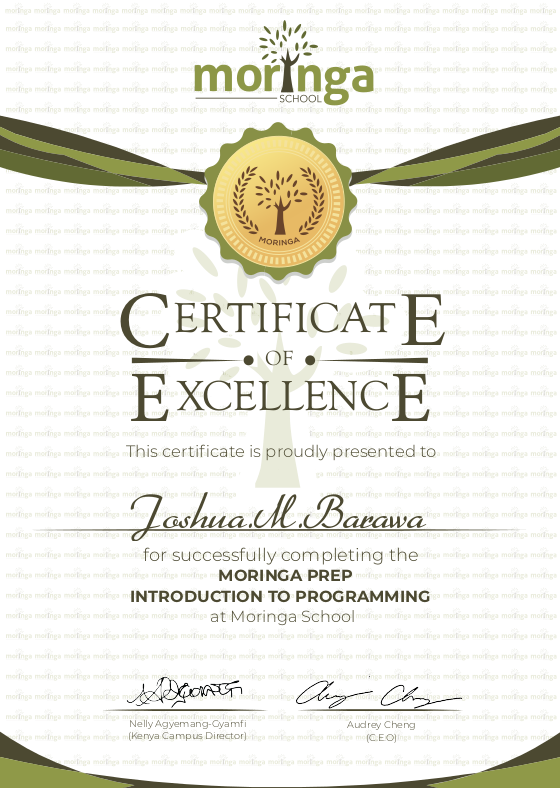 moringa
SCHOOL
MORINGA
CERTIFICATE
OF
EXCELLENCE
This certificate is proudly presented to
Joshua.M.Barawa
for successfully completing the
MORINGA PREP
INTRODUCTION TO PROGRAMMING
at Moringa School
Nelly Agyemang-Gyamfi
(Kenya Campus Director)
Audrey Cheng
(C.E.O)